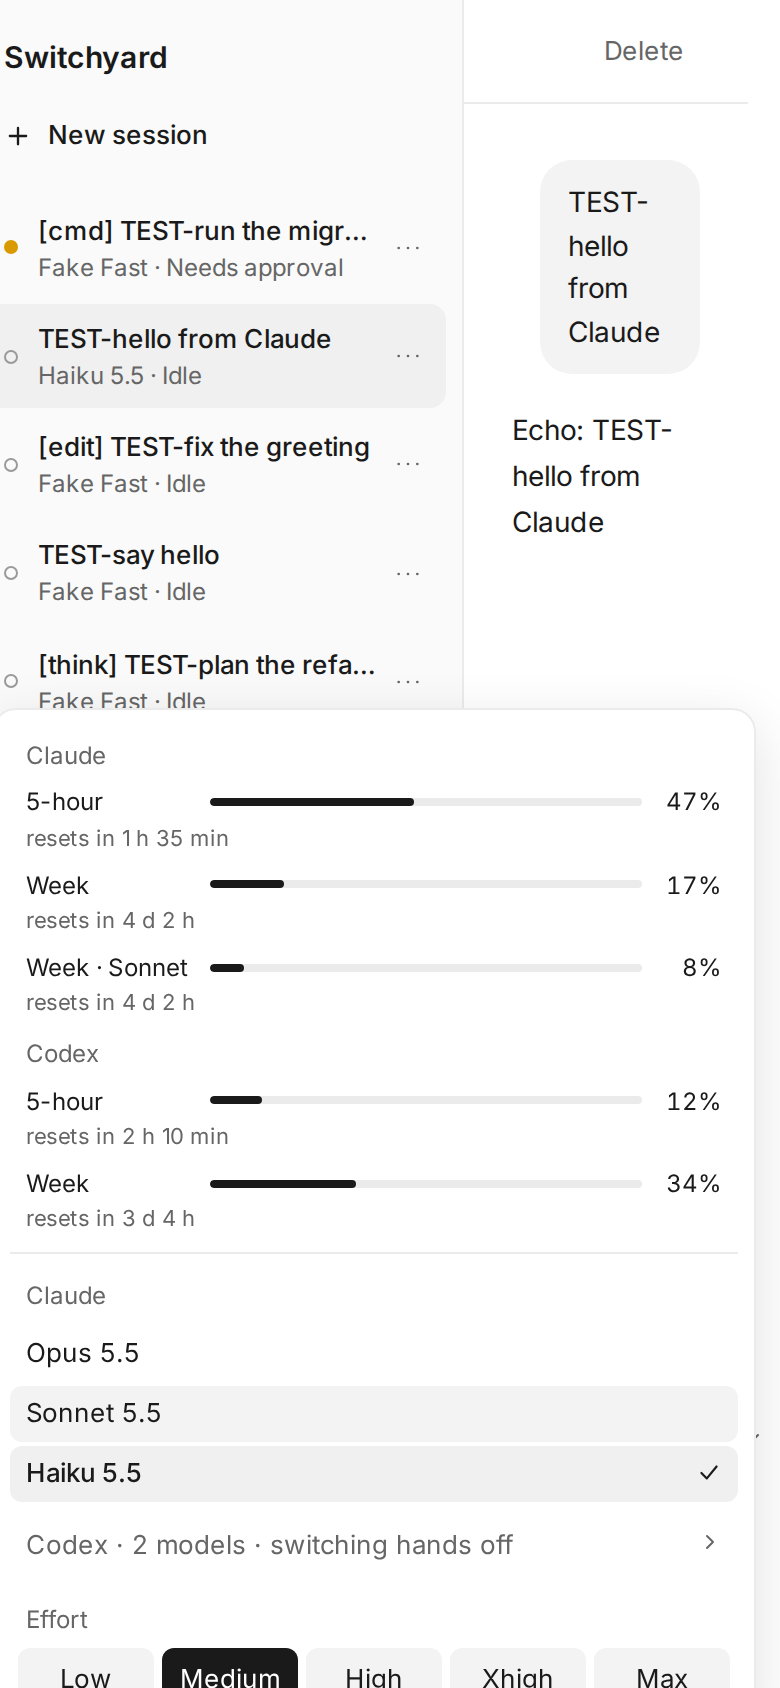 Switchyard
Delete
New session
[cmd] TEST-run the migr...
Fake Fast · Needs approval
TEST-hello from Claude
Haiku 5.5 · Idle
[edit] TEST-fix the greeting
Fake Fast · Idle
TEST-say hello
Fake Fast · Idle
[think] TEST-plan the refa...
Fake Fast · Idle
TEST-
hello
from
Claude
Echo: TEST-
hello from
Claude
Claude
5-hour 47%
resets in 1 h 35 min
Week 17%
resets in 4 d 2 h
Week · Sonnet 8%
resets in 4 d 2 h
Codex
5-hour 12%
resets in 2 h 10 min
Week 34%
resets in 3 d 4 h
Claude
Opus 5.5
Sonnet 5.5
Haiku 5.5
Codex · 2 models · switching hands off
Effort
Low Medium High Xhigh Max